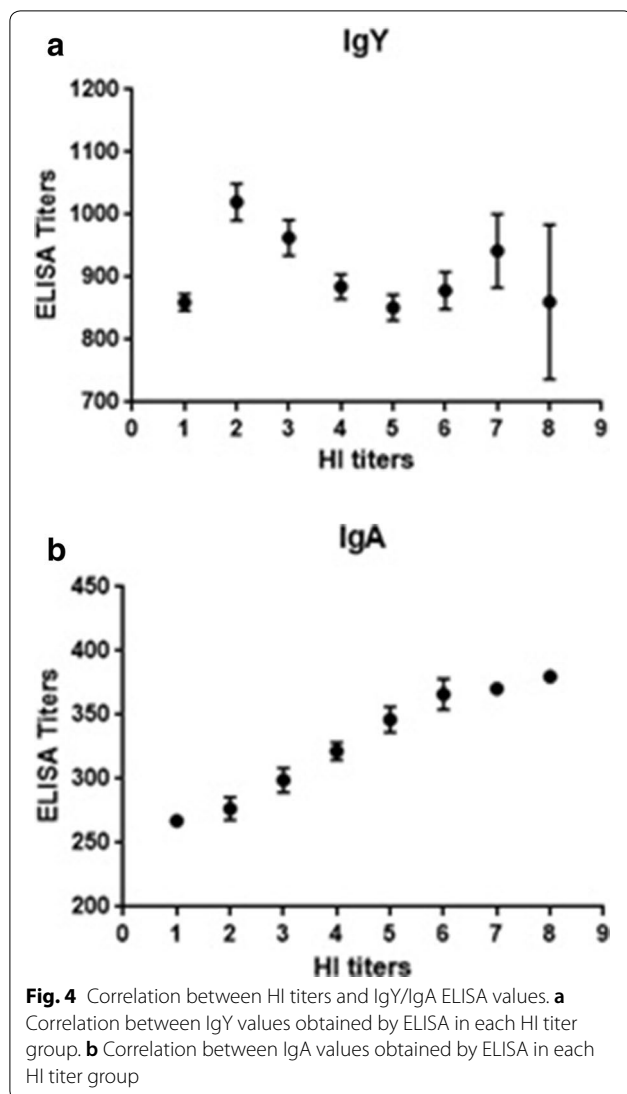 a
IgY
1200
1100
1000
900
800
700
ELISA Titers
0 1 2 3 4 5 6 7 8 9
HI titers
b
IgA
450
400
350
300
250
200
ELISA Titers
0 1 2 3 4 5 6 7 8 9
HI titers
Fig. 4 Correlation between HI titers and IgY/IgA ELISA values. a
Correlation between IgY values obtained by ELISA in each HI titer
group. b Correlation between IgA values obtained by ELISA in each
HI titer group